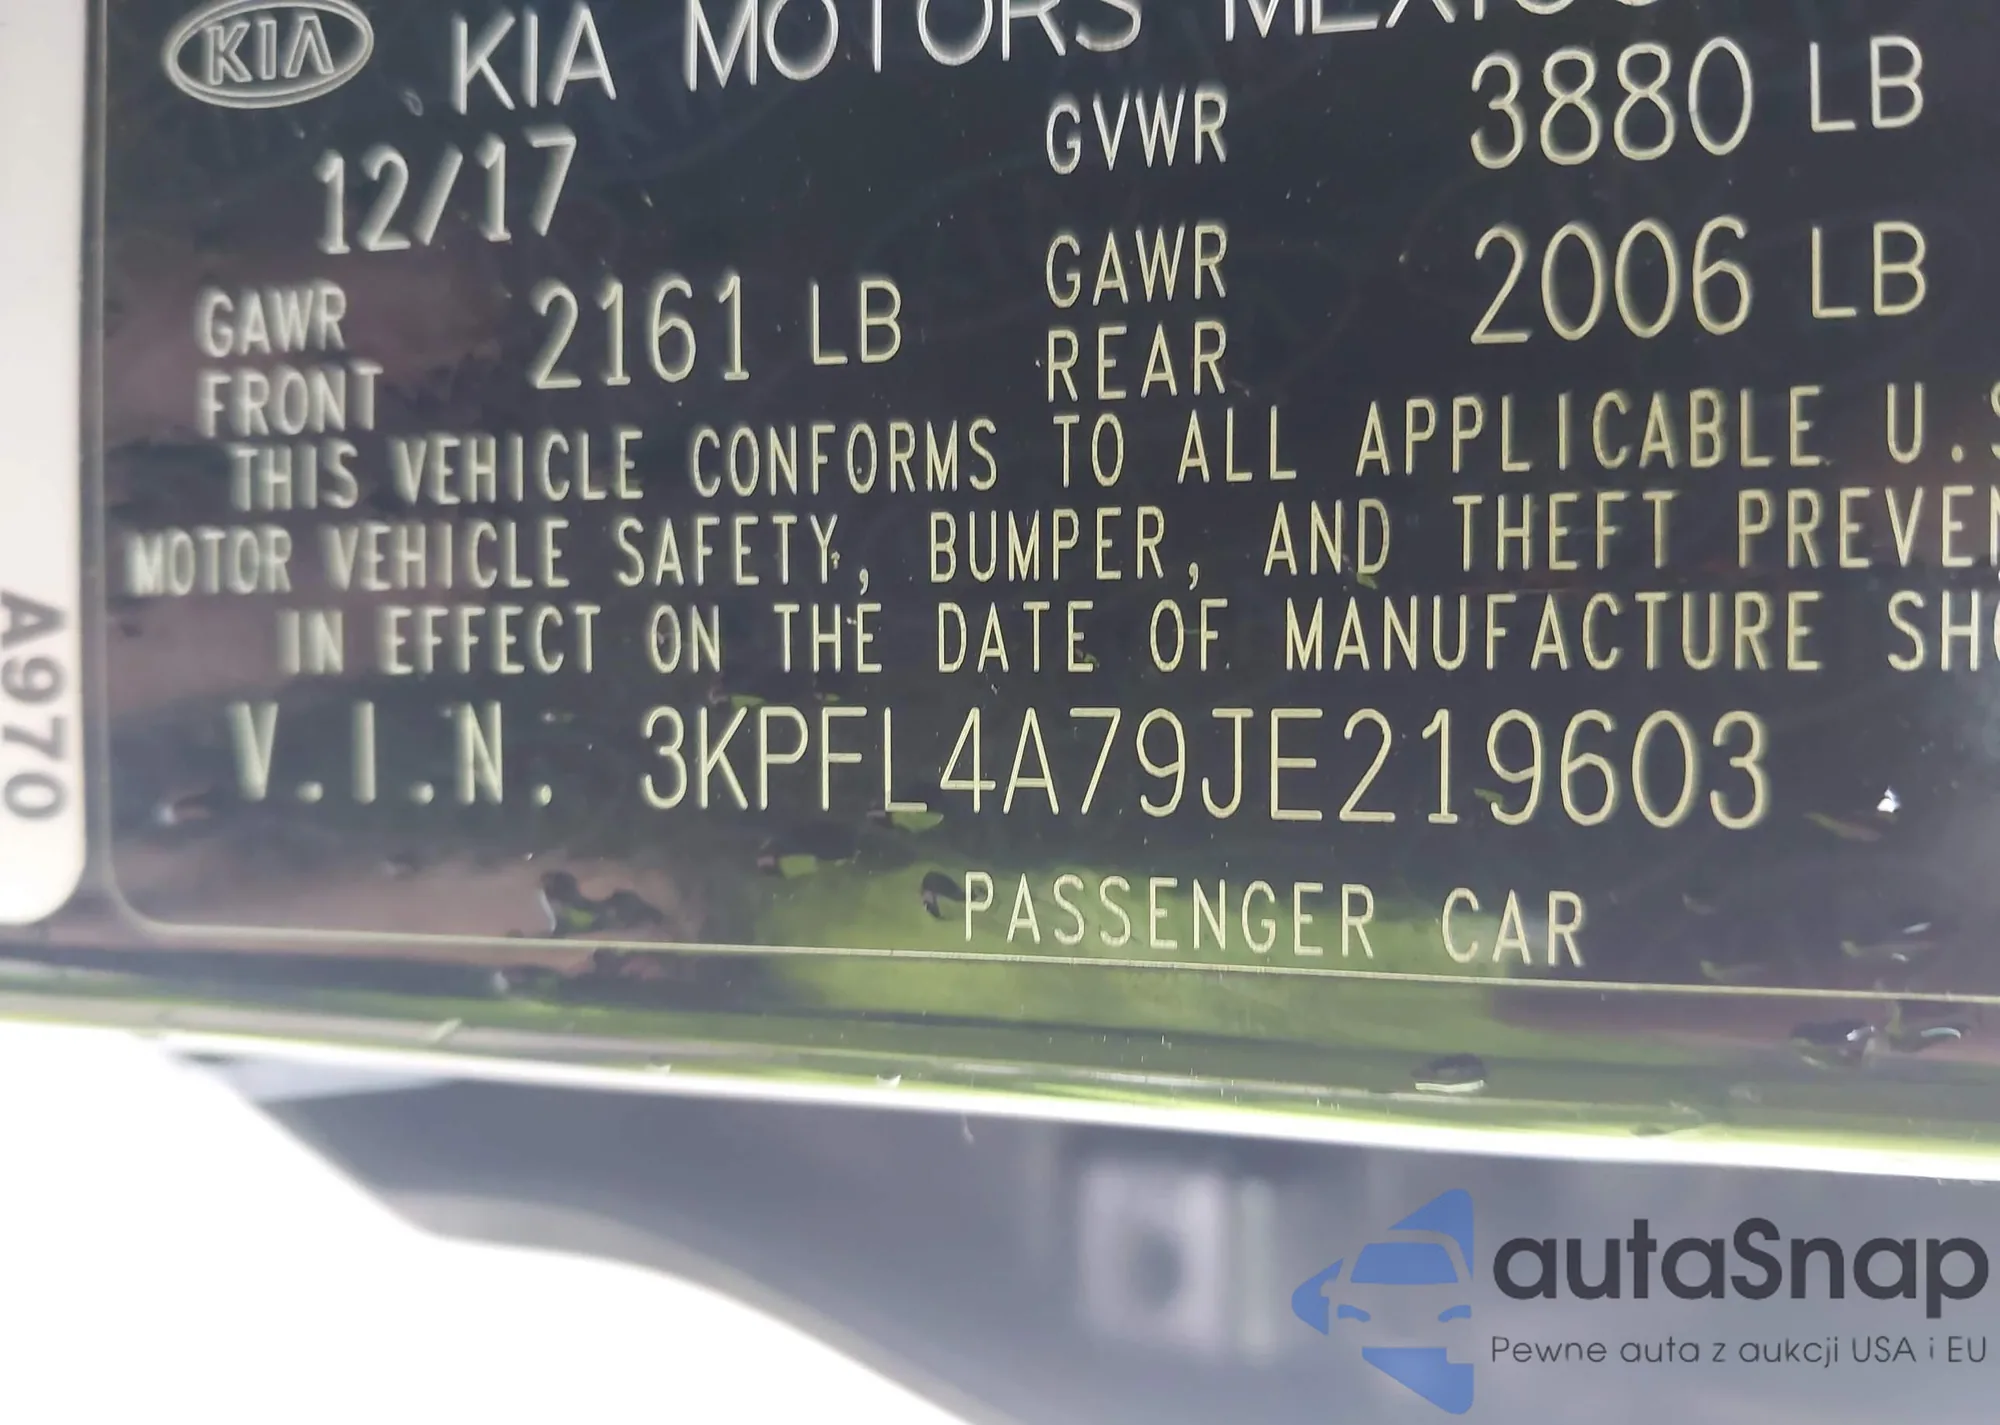 KIA KIA MOTORS MEXICO
12/17 GVWR 3880 LB
GAWR FRONT 2161 LB GAWR REAR 2006 LB
THIS VEHICLE CONFORMS TO ALL APPLICABLE U.S
MOTOR VEHICLE SAFETY, BUMPER, AND THEFT PREVEN
IN EFFECT ON THE DATE OF MANUFACTURE SHO
V.I.N. 3KPFL4A79JE219603
PASSENGER CAR
A970
autaSnap
Pewne auta z aukcji USA i EU